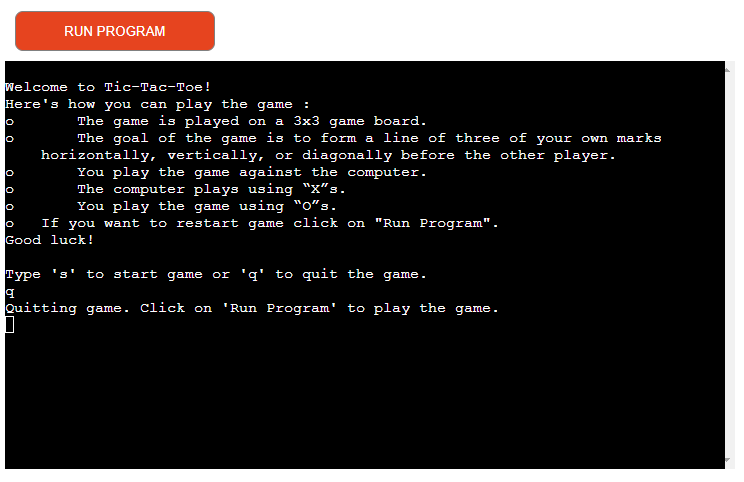 RUN PROGRAM
Welcome to Tic-Tac-Toe!
Here's how you can play the game :
o The game is played on a 3x3 game board.
o The goal of the game is to form a line of three of your own marks
horizontally, vertically, or diagonally before the other player.
o You play the game against the computer.
o The computer plays using “X”s.
o You play the game using “O”s.
o If you want to restart game click on "Run Program".
Good luck!
Type 's' to start game or 'q' to quit the game.
q
Quitting game. Click on 'Run Program' to play the game.